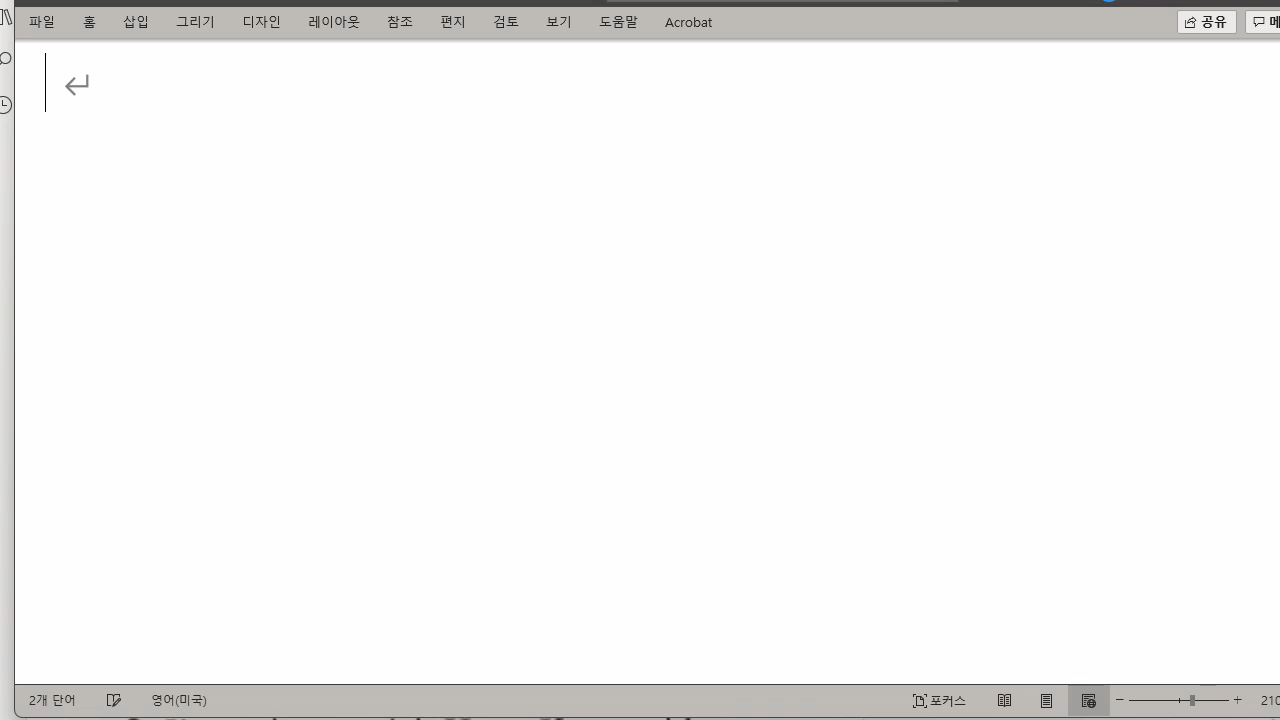 파일 홈 삽입 그리기 디자인 레이아웃 참조 편지 검토 보기 도움말 Acrobat 공유
2개 단어 영어(미국) 포커스 210